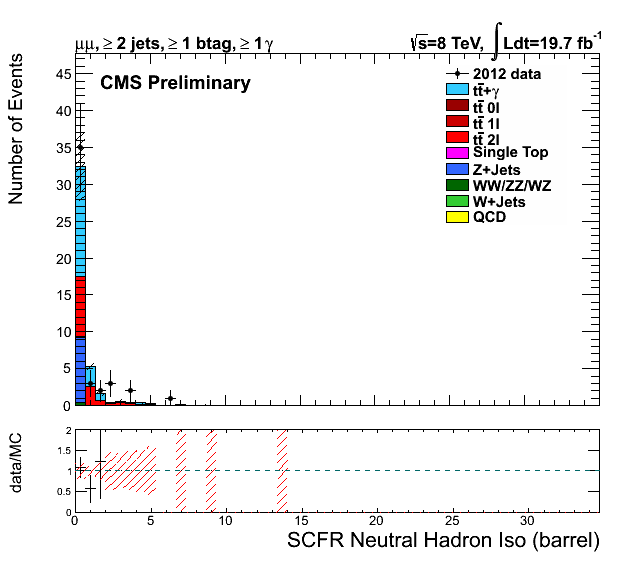 μμ, ≥ 2 jets, ≥ 1 btag, ≥ 1 γ
√s=8 TeV, ∫ Ldt=19.7 fb⁻¹
CMS Preliminary
2012 data
tt̄+γ
tt̄ 0l
tt̄ 1l
tt̄ 2l
Single Top
Z+Jets
WW/ZZ/WZ
W+Jets
QCD
Number of Events
45
40
35
30
25
20
15
10
5
0
data/MC
2
1.5
1
0.5
0
0 5 10 15 20 25 30
SCFR Neutral Hadron Iso (barrel)